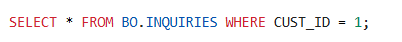 SELECT * FROM BO.INQUIRIES WHERE CUST_ID = 1;